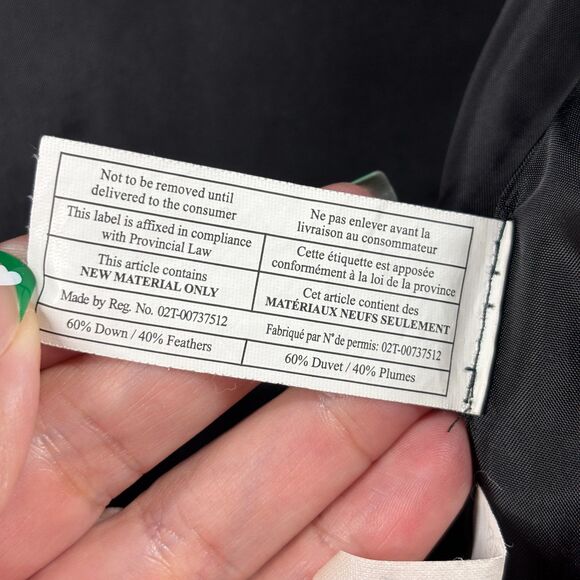 Not to be removed until
delivered to the consumer
Ne pas enlever avant la
livraison au consommateur
This label is affixed in compliance
with Provincial Law
Cette étiquette est apposée
conformément à la loi de la province
This article contains
NEW MATERIAL ONLY
Cet article contient des
MATÉRIAUX NEUFS SEULEMENT
Made by Reg. No. 02T-00737512
Fabriqué par N° de permis: 02T-00737512
60% Down / 40% Feathers
60% Duvet / 40% Plumes